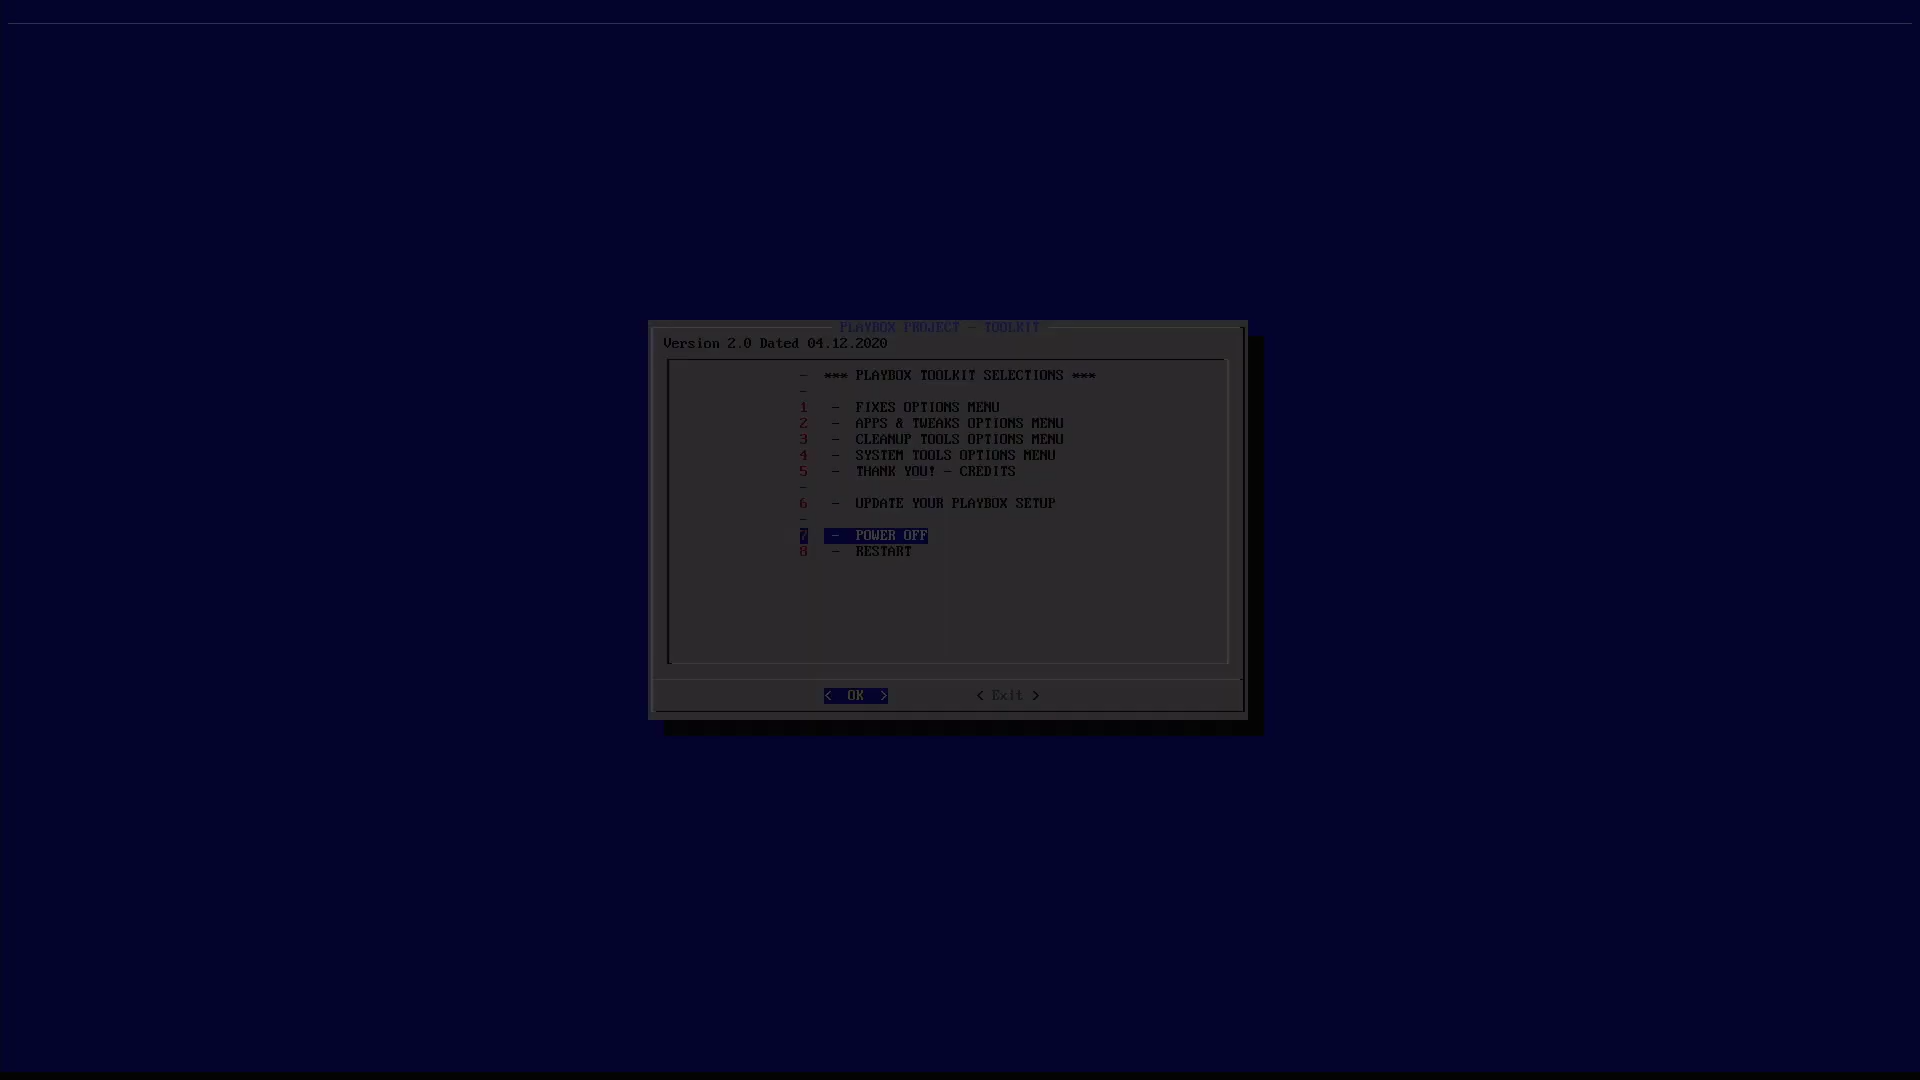 PLAYBOX PROJECT - TOOLKIT
Version 2.0 Dated 04.12.2020
- *** PLAYBOX TOOLKIT SELECTIONS ***
-
1 - FIXES OPTIONS MENU
2 - APPS & TWEAKS OPTIONS MENU
3 - CLEANUP TOOLS OPTIONS MENU
4 - SYSTEM TOOLS OPTIONS MENU
5 - THANK YOU! - CREDITS
-
6 - UPDATE YOUR PLAYBOX SETUP
-
7 - POWER OFF
8 - RESTART
< OK > < Exit >